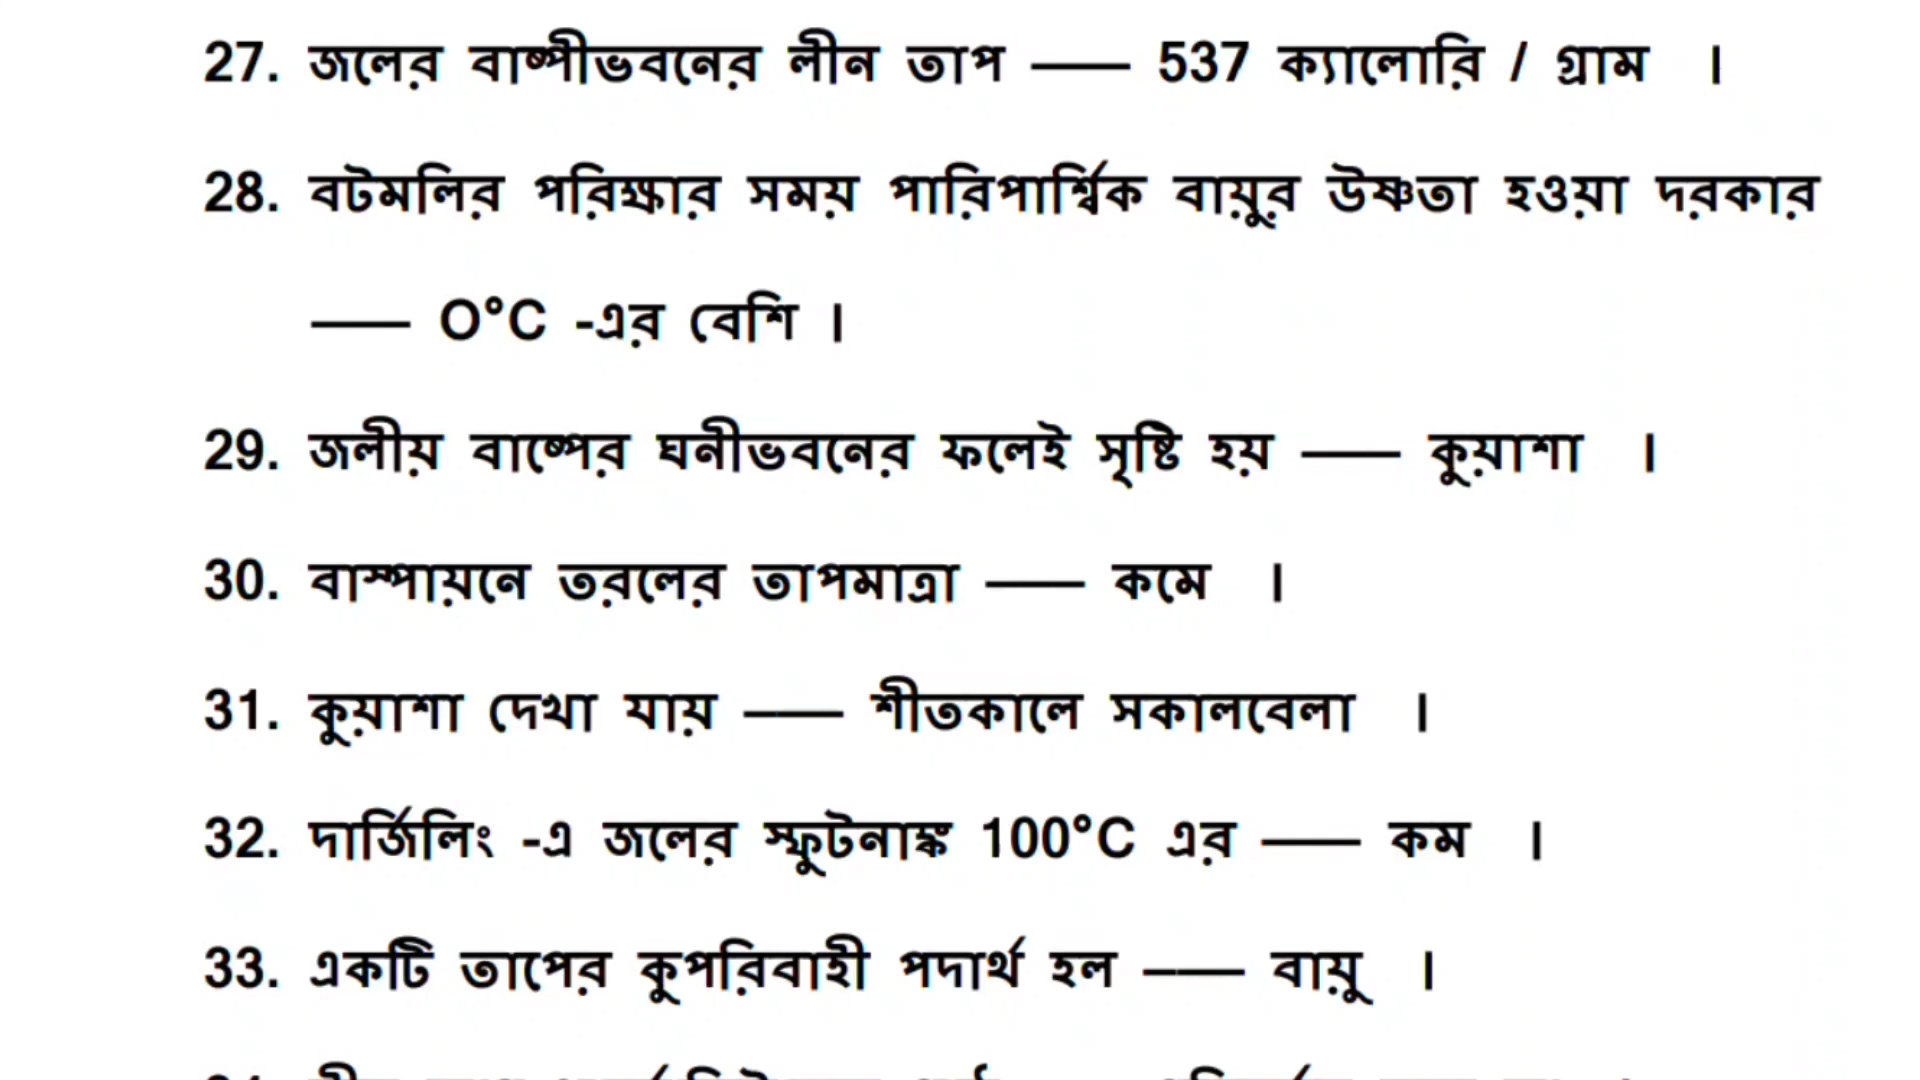 27. জলের বাষ্পীভবনের লীন তাপ —— 537 ক্যালোরি / গ্রাম ।
28. বটমলির পরিক্ষার সময় পারিপার্শ্বিক বায়ুর উষ্ণতা হওয়া দরকার
—— O°C -এর বেশি ।
29. জলীয় বাষ্পের ঘনীভবনের ফলেই সৃষ্টি হয় —— কুয়াশা ।
30. বাস্পায়নে তরলের তাপমাত্রা —— কমে ।
31. কুয়াশা দেখা যায় —— শীতকালে সকালবেলা ।
32. দার্জিলিং -এ জলের স্ফুটনাঙ্ক 100°C এর —— কম ।
33. একটি তাপের কুপরিবাহী পদার্থ হল —— বায়ু ।